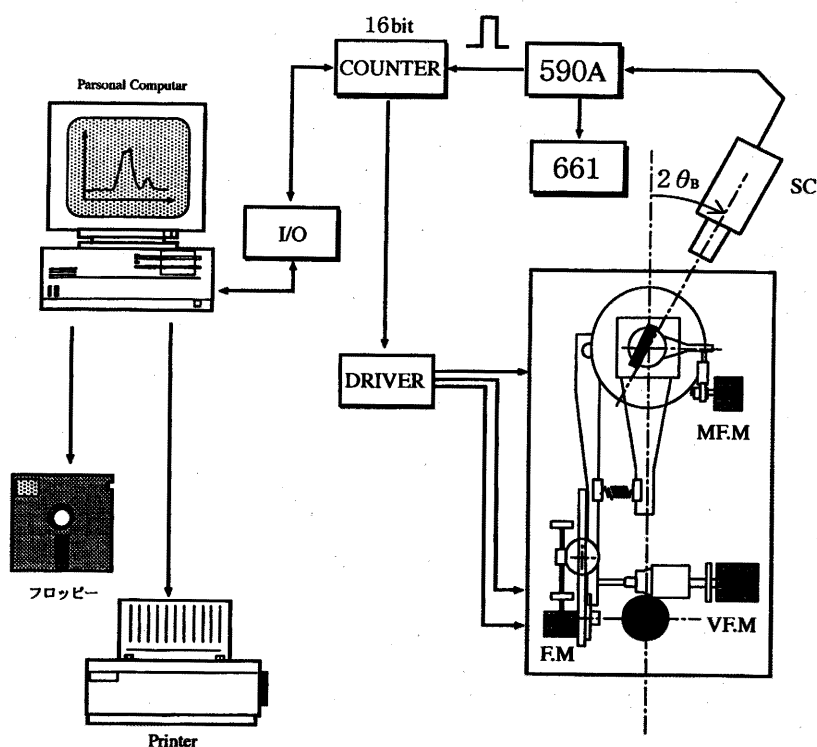 16bit
COUNTER
590A
661
Parsonal Computar
I/O
2θB
SC
DRIVER
MF.M
フロッピー
F.M
VF.M
Printer